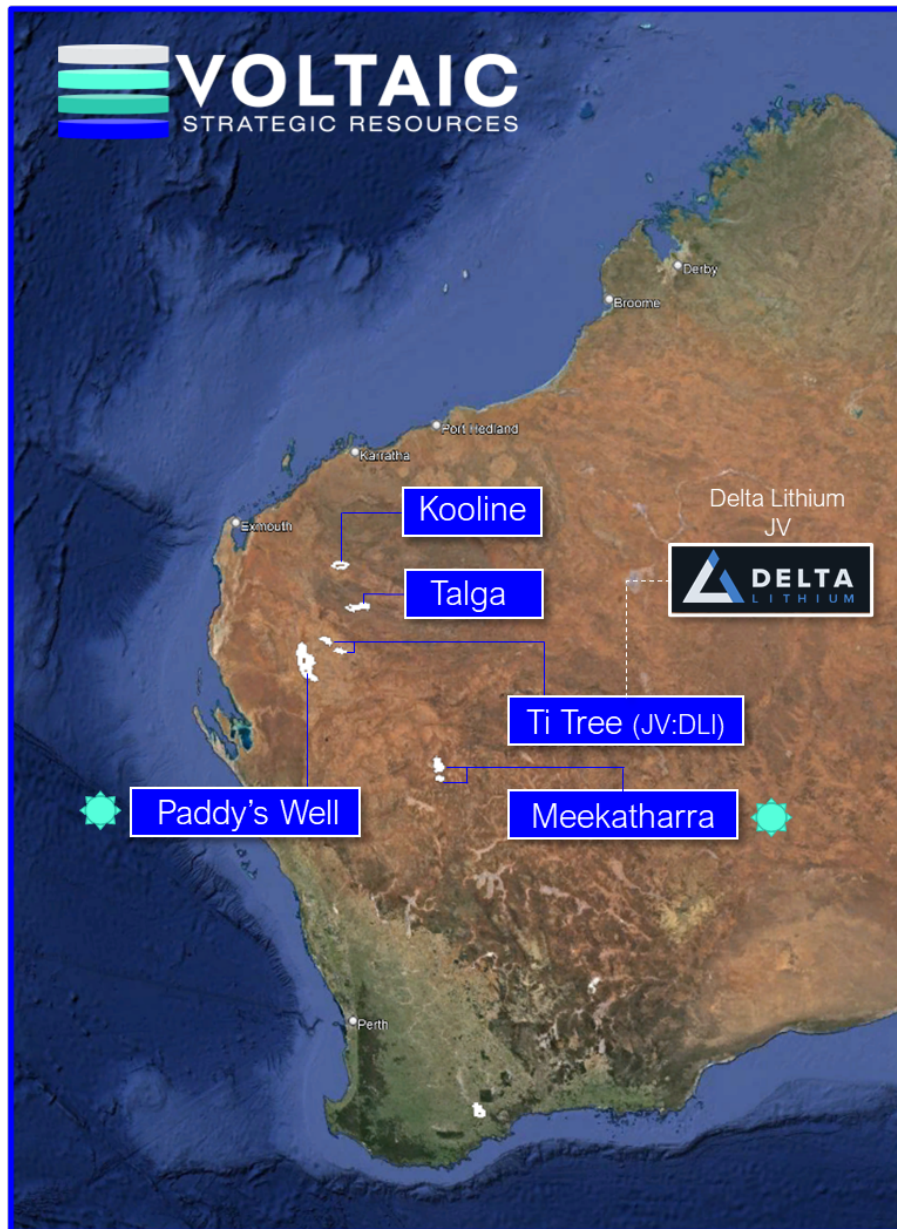 VOLTAIC
STRATEGIC RESOURCES
Derby
Broome
Port Hedland
Karratha
Exmouth
Kooline
Delta Lithium
JV
DELTA
LITHIUM
Talga
Ti Tree (JV:DLI)
Paddy's Well
Meekatharra
Perth